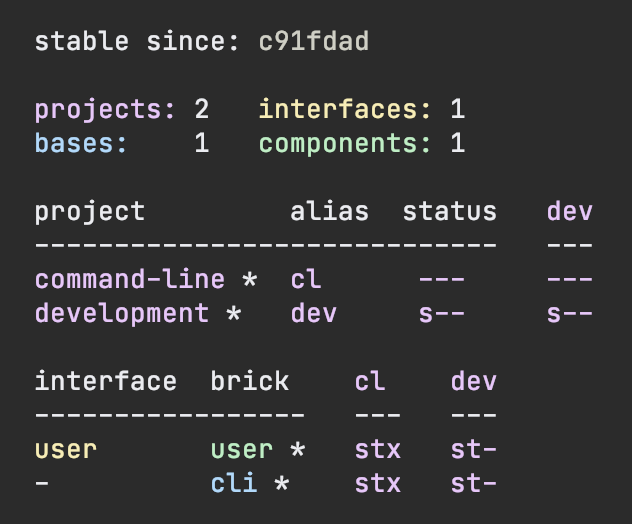 stable since: c91fdad
projects: 2   interfaces: 1
bases:    1   components: 1
project         alias  status   dev
-----------------------------   ---
command-line *  cl      ---     ---
development *   dev     s--     s--
interface  brick    cl    dev
-----------------   ---   ---
user       user *   stx   st-
-          cli *    stx   st-